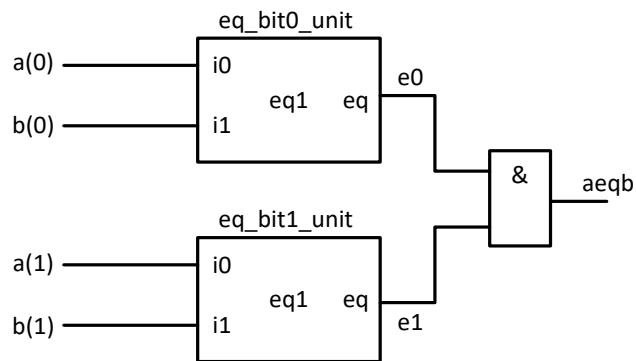 eq_bit0_unit
a(0)
i0
e0
eq1
eq
b(0)
i1
&
aeqb
eq_bit1_unit
a(1)
i0
eq1
eq
b(1)
i1
e1